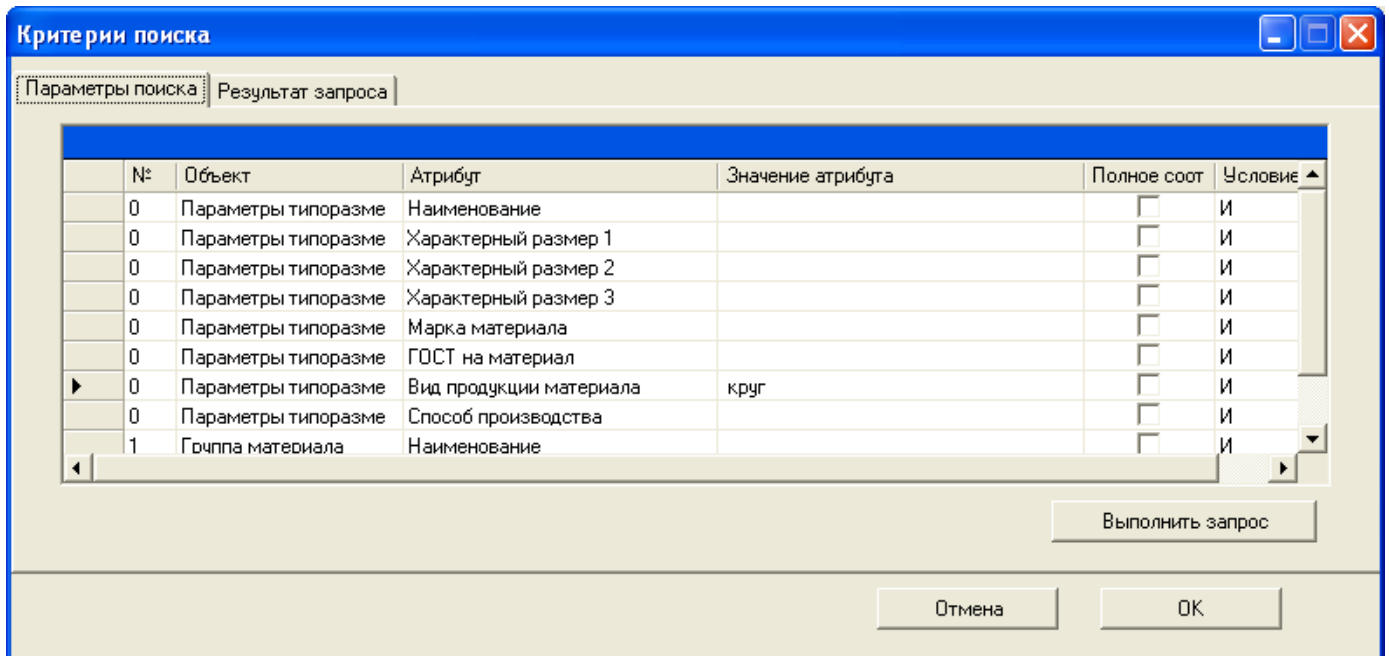 Критерии поиска
Параметры поиска Результат запроса
№ Объект Атрибут Значение атрибута Полное соот Условие
0 Параметры типоразме Наименование И
0 Параметры типоразме Характерный размер 1 И
0 Параметры типоразме Характерный размер 2 И
0 Параметры типоразме Характерный размер 3 И
0 Параметры типоразме Марка материала И
0 Параметры типоразме ГОСТ на материал И
0 Параметры типоразме Вид продукции материала круг И
0 Параметры типоразме Способ производства И
1 Группа материала Наименование И
Выполнить запрос
Отмена OK